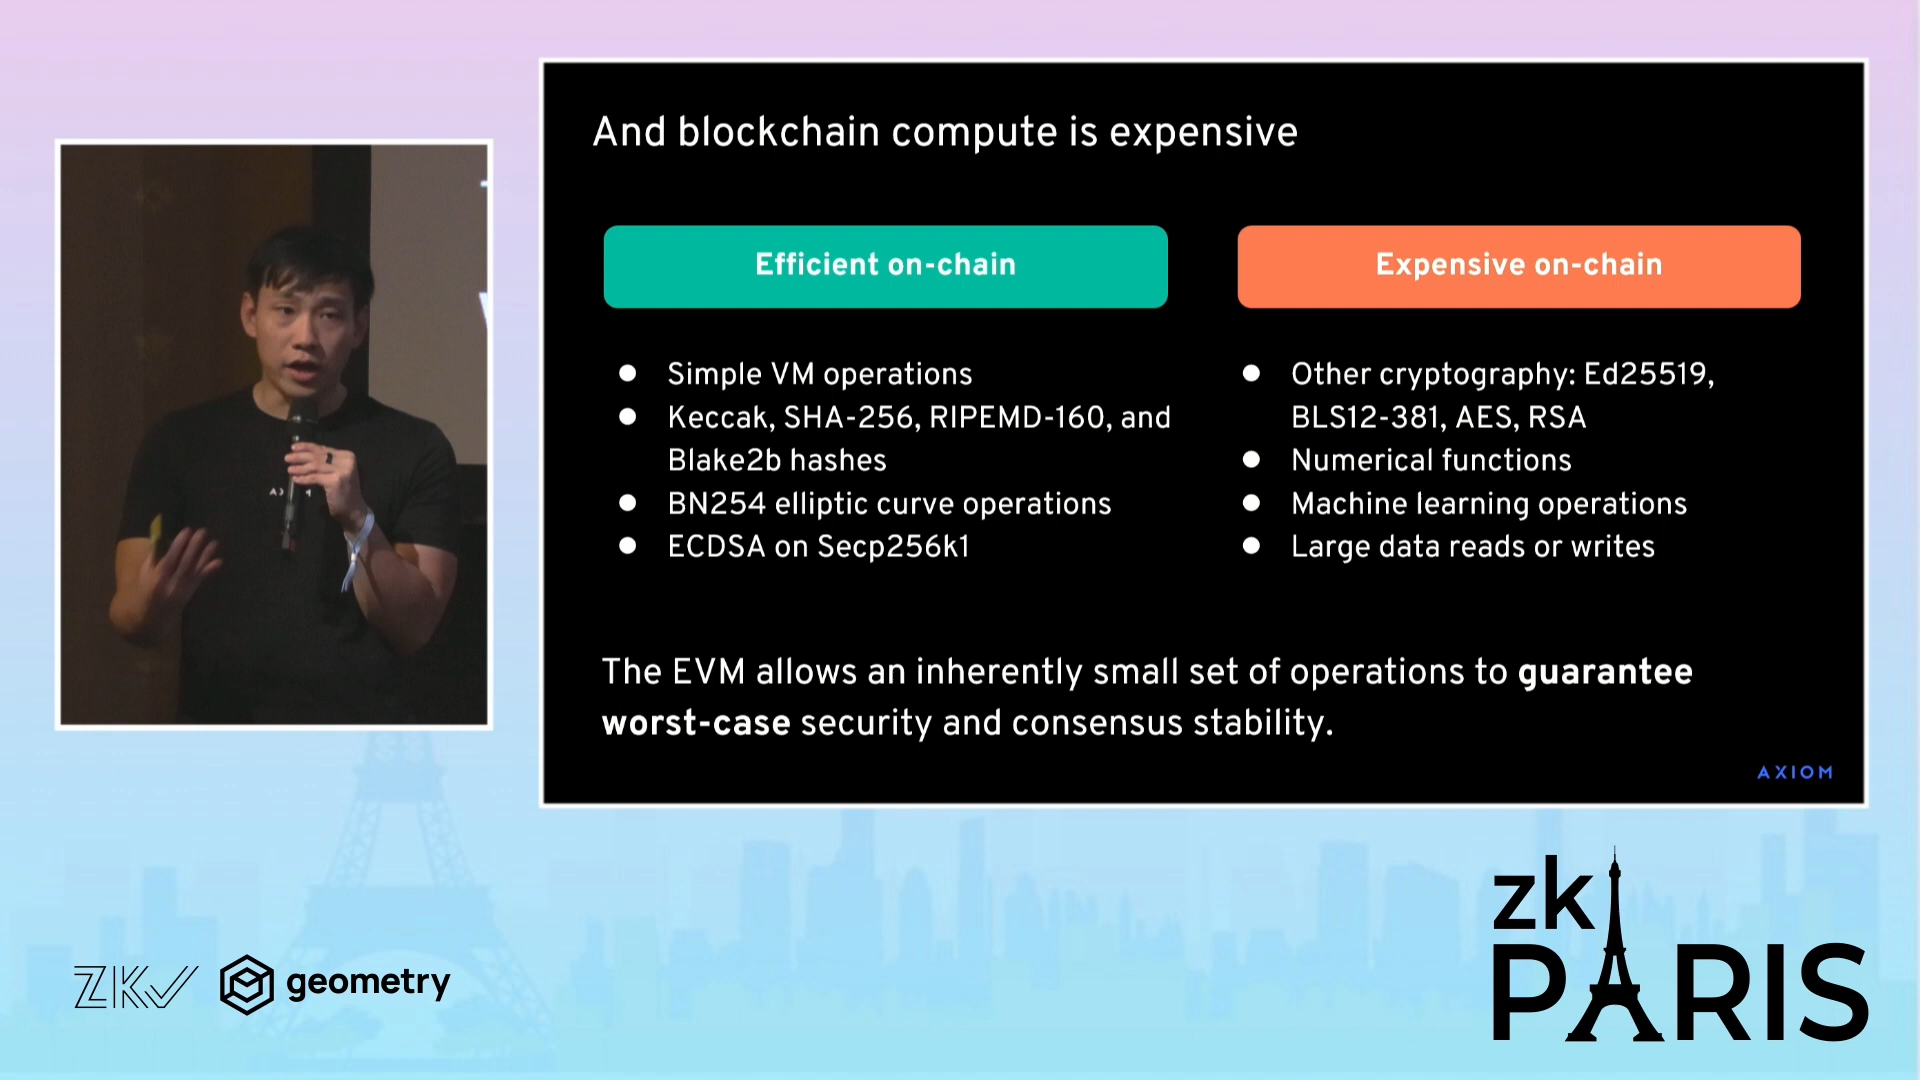 And blockchain compute is expensive
Efficient on-chain
Simple VM operations
Keccak, SHA-256, RIPEMD-160, and
Blake2b hashes
BN254 elliptic curve operations
ECDSA on Secp256k1
Expensive on-chain
Other cryptography: Ed25519,
BLS12-381, AES, RSA
Numerical functions
Machine learning operations
Large data reads or writes
The EVM allows an inherently small set of operations to guarantee
worst-case security and consensus stability.
AXIOM
ZKV
geometry
zk
PARIS